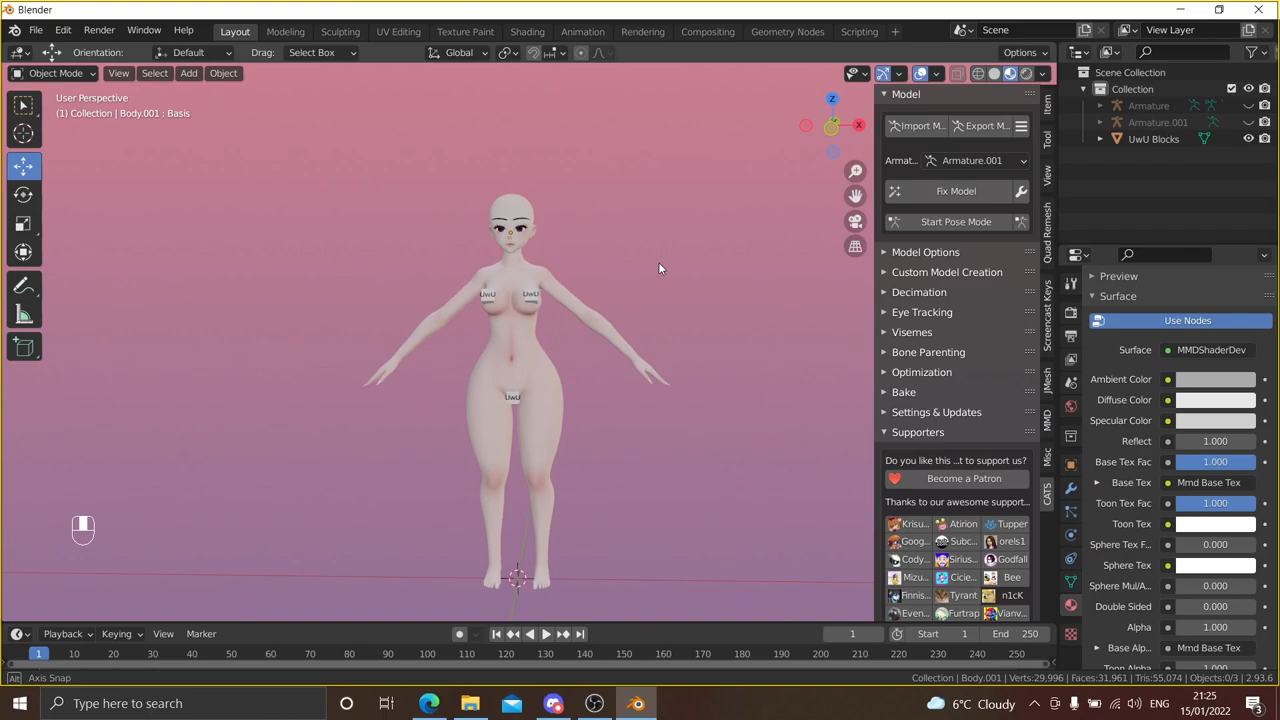 Blender
File Edit Render Window Help Layout Modeling Sculpting UV Editing Texture Paint Shading Animation Rendering Compositing Geometry Nodes Scripting + Scene View Layer
Orientation: Default Drag: Select Box Global Options
Object Mode View Select Add Object
User Perspective
(1) Collection | Body.001 : Basis
Z
X
UwU UwU
UwU
Model
Import M... Export M...
Armat... Armature.001
Fix Model
Start Pose Mode
Model Options
Custom Model Creation
Decimation
Eye Tracking
Visemes
Bone Parenting
Optimization
Bake
Settings & Updates
Supporters
Do you like this ...t to support us?
Become a Patron
Thanks to our awesome support...
Krisu... Atirion Tupper
Goog... Subc... orels1
Cody... Sirius... Godfall
Mizu... Cicie... Bee
Finnis... Tyrant n1cK
Even... Furtrap Vianv...
Item
Tool
View
Quad Remesh
Screencast Keys
JMesh
MMD
Misc
CATS
Scene Collection
Collection
Armature
Armature.001
UwU Blocks
Preview
Surface
Use Nodes
Surface MMDShaderDev
Ambient Color
Diffuse Color
Specular Color
Reflect 1.000
Base Tex Fac 1.000
Base Tex Mmd Base Tex
Toon Tex Fac 1.000
Toon Tex
Sphere Tex F... 0.000
Sphere Tex
Sphere Mul/A... 0.000
Double Sided 0.000
Alpha 1.000
Base Alp... Mmd Base Tex
Toon Alpha 1.000
Playback Keying View Marker 1 Start 1 End 250
1 10 20 30 40 50 60 70 80 90 100 110 120 130 140 150 160 170 180 190 200 210 220 230 240 250
Alt Axis Snap Collection | Body.001 | Verts:29,996 | Faces:31,961 | Tris:55,074 | Objects:0/3 | 2.93.6
Type here to search 6°C Cloudy 21:25
15/01/2022
3